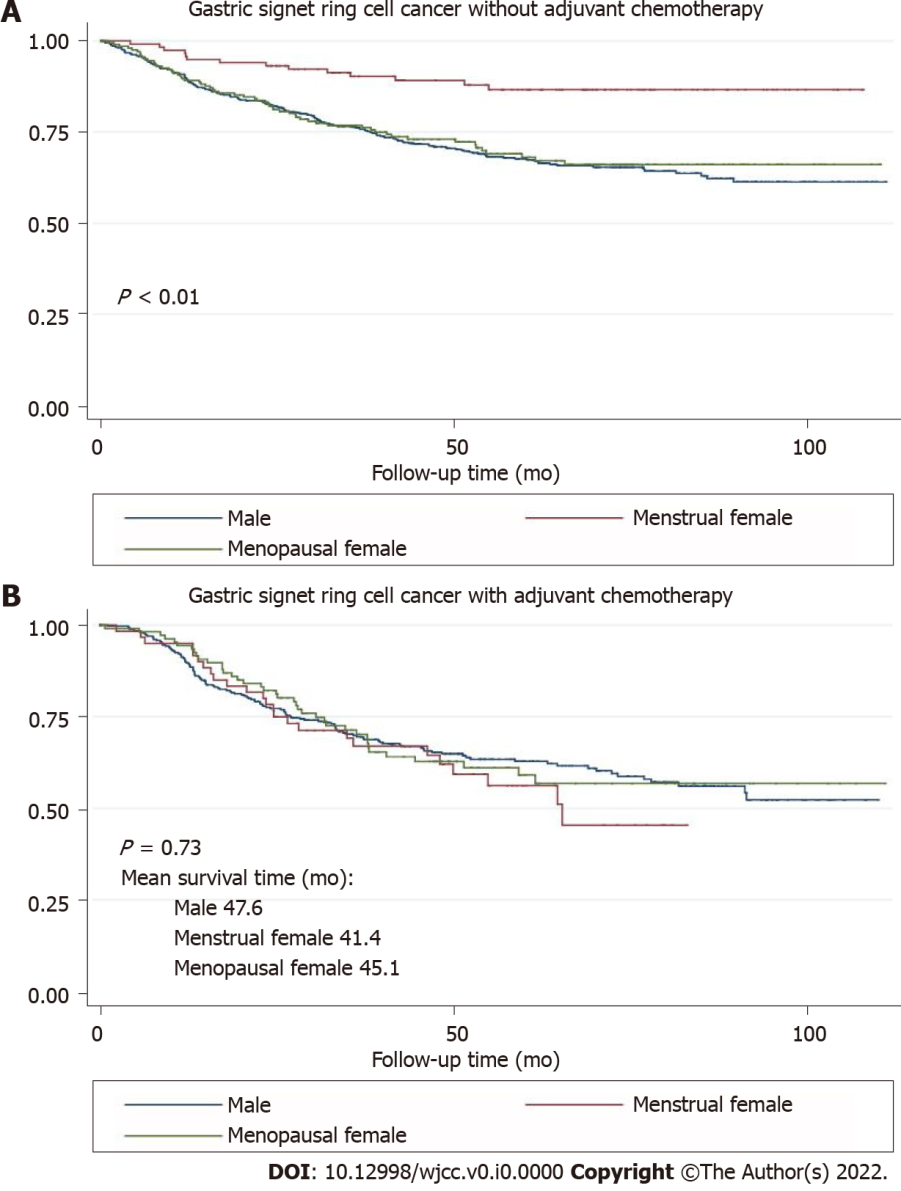 A
Gastric signet ring cell cancer without adjuvant chemotherapy
1.00
0.75
0.50
0.25
0.00
P < 0.01
0 50 100
Follow-up time (mo)
Male Menstrual female
Menopausal female
B
Gastric signet ring cell cancer with adjuvant chemotherapy
1.00
0.75
0.50
0.25
0.00
P = 0.73
Mean survival time (mo):
Male 47.6
Menstrual female 41.4
Menopausal female 45.1
0 50 100
Follow-up time (mo)
Male Menstrual female
Menopausal female
DOI: 10.12998/wjcc.v0.i0.0000 Copyright ©The Author(s) 2022.